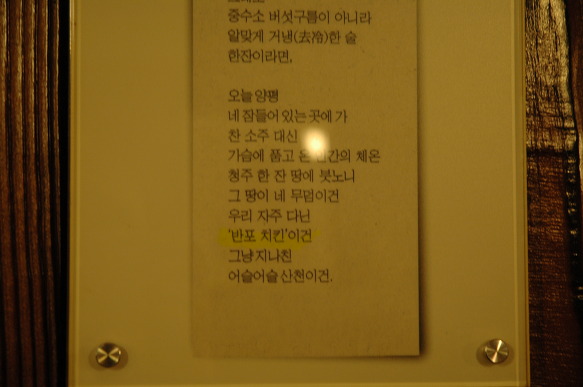 중수소 버섯구름이 아니라
알맞게 거냉(去冷)한 술
한잔이라면,
오늘 양평
네 잠들어 있는 곳에 가
찬 소주 대신
가슴에 품고 온 체온
청주 한 잔 땅에 붓노니
그 땅이 네 무덤이건
우리 자주 다닌
'반포 치킨'이건
그냥 지나친
어슬어슬 산천이건.